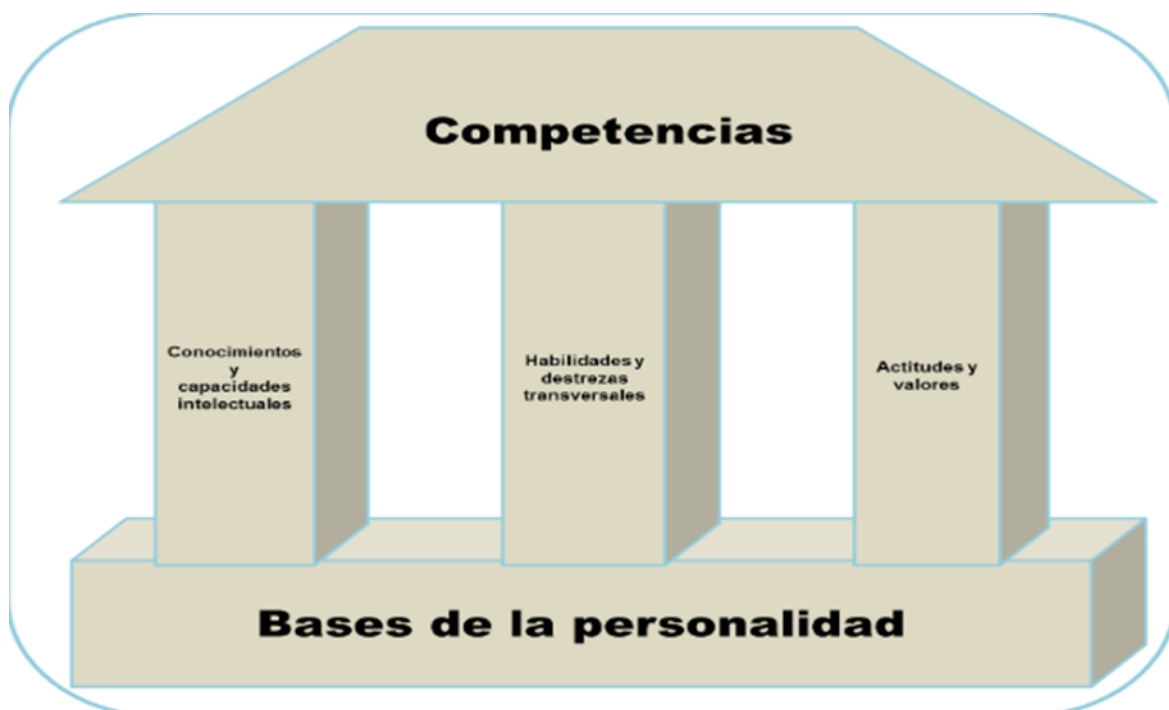 Competencias
Conocimientos
y
capacidades
intelectuales
Habilidades y
destrezas
transversales
Actitudes y
valores
Bases de la personalidad